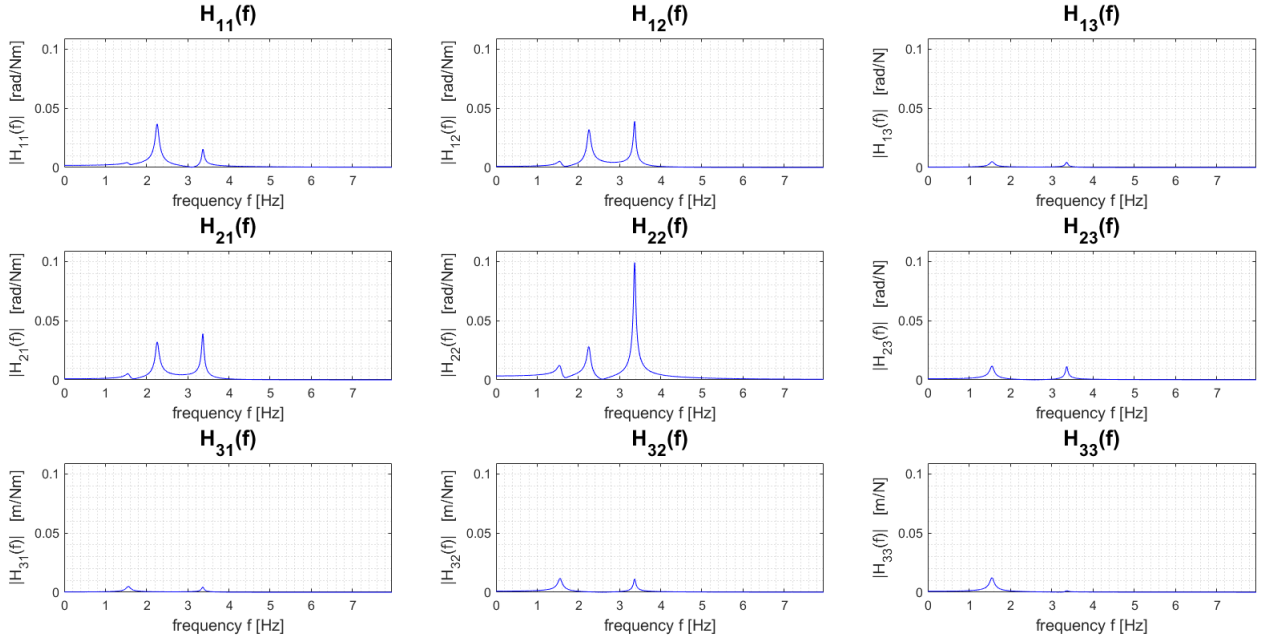 H11(f)
|H11(f)| [rad/Nm]
0.1
0.05
0
0 1 2 3 4 5 6 7
frequency f [Hz]
H12(f)
|H12(f)| [rad/Nm]
0.1
0.05
0
0 1 2 3 4 5 6 7
frequency f [Hz]
H13(f)
|H13(f)| [rad/N]
0.1
0.05
0
0 1 2 3 4 5 6 7
frequency f [Hz]
H21(f)
|H21(f)| [rad/Nm]
0.1
0.05
0
0 1 2 3 4 5 6 7
frequency f [Hz]
H22(f)
|H22(f)| [rad/Nm]
0.1
0.05
0
0 1 2 3 4 5 6 7
frequency f [Hz]
H23(f)
|H23(f)| [rad/N]
0.1
0.05
0
0 1 2 3 4 5 6 7
frequency f [Hz]
H31(f)
|H31(f)| [m/Nm]
0.1
0.05
0
0 1 2 3 4 5 6 7
frequency f [Hz]
H32(f)
|H32(f)| [m/Nm]
0.1
0.05
0
0 1 2 3 4 5 6 7
frequency f [Hz]
H33(f)
|H33(f)| [m/N]
0.1
0.05
0
0 1 2 3 4 5 6 7
frequency f [Hz]